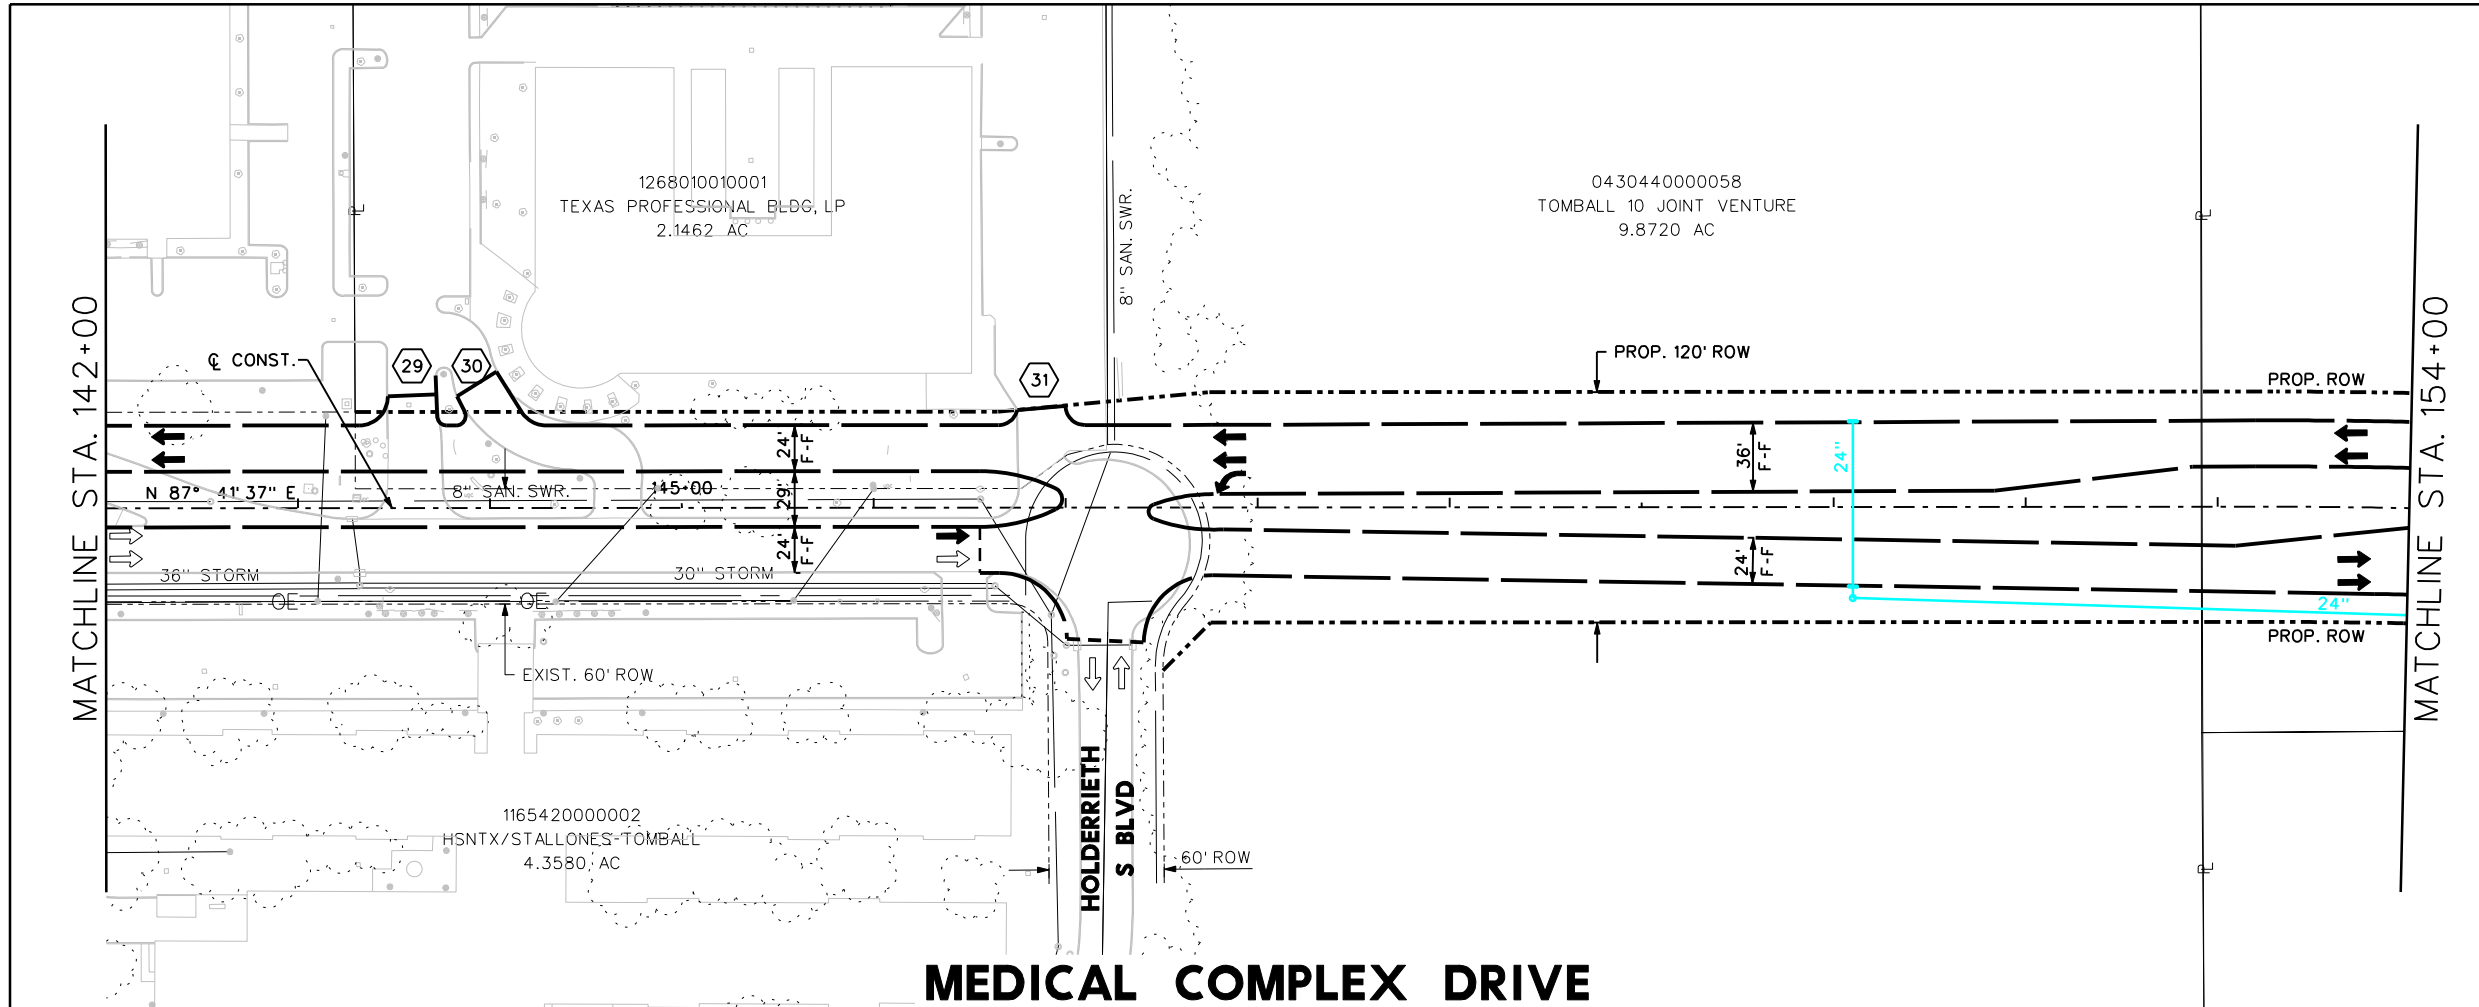 1268010010001
TEXAS PROFESSIONAL BLDG, LP
2.1462 AC
0430440000058
TOMBALL 10 JOINT VENTURE
9.8720 AC
8" SAN. SWR.
MATCHLINE STA. 142+00
MATCHLINE STA. 154+00
℄ CONST.
29
30
31
PROP. 120' ROW
PROP. ROW
24'
F-F
36'
F-F
24"
N 87° 41' 37" E
8" SAN. SWR.
145+00
29'
24'
F-F
24'
F-F
36" STORM
30" STORM
OE
OE
24"
PROP. ROW
EXIST. 60' ROW
1165420000002
HSNTX/STALLONES-TOMBALL
4.3580 AC
HOLDERRIETH
S BLVD
60' ROW
MEDICAL COMPLEX DRIVE